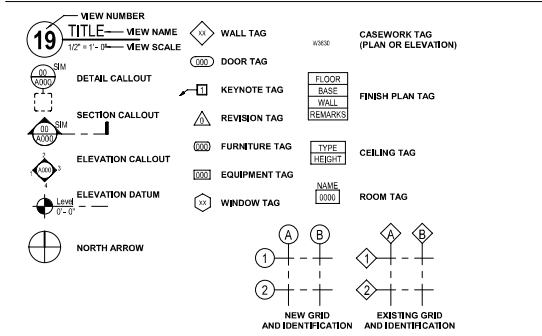 VIEW NUMBER
19
TITLE
VIEW NAME
1/2" = 1'- 0"
VIEW SCALE
00
SIM
A000
DETAIL CALLOUT
SECTION CALLOUT
00
SIM
A000
2
1
A000
3
4
ELEVATION CALLOUT
ELEVATION DATUM
Level
0'- 0"
NORTH ARROW
XX
WALL TAG
000
DOOR TAG
1
KEYNOTE TAG
0
REVISION TAG
000
FURNITURE TAG
000
EQUIPMENT TAG
XX
WINDOW TAG
W3630
CASEWORK TAG
(PLAN OR ELEVATION)
FLOOR
BASE
WALL
REMARKS
FINISH PLAN TAG
TYPE
HEIGHT
CEILING TAG
NAME
0000
ROOM TAG
A
B
1
2
NEW GRID
AND IDENTIFICATION
A
B
1
2
EXISTING GRID
AND IDENTIFICATION